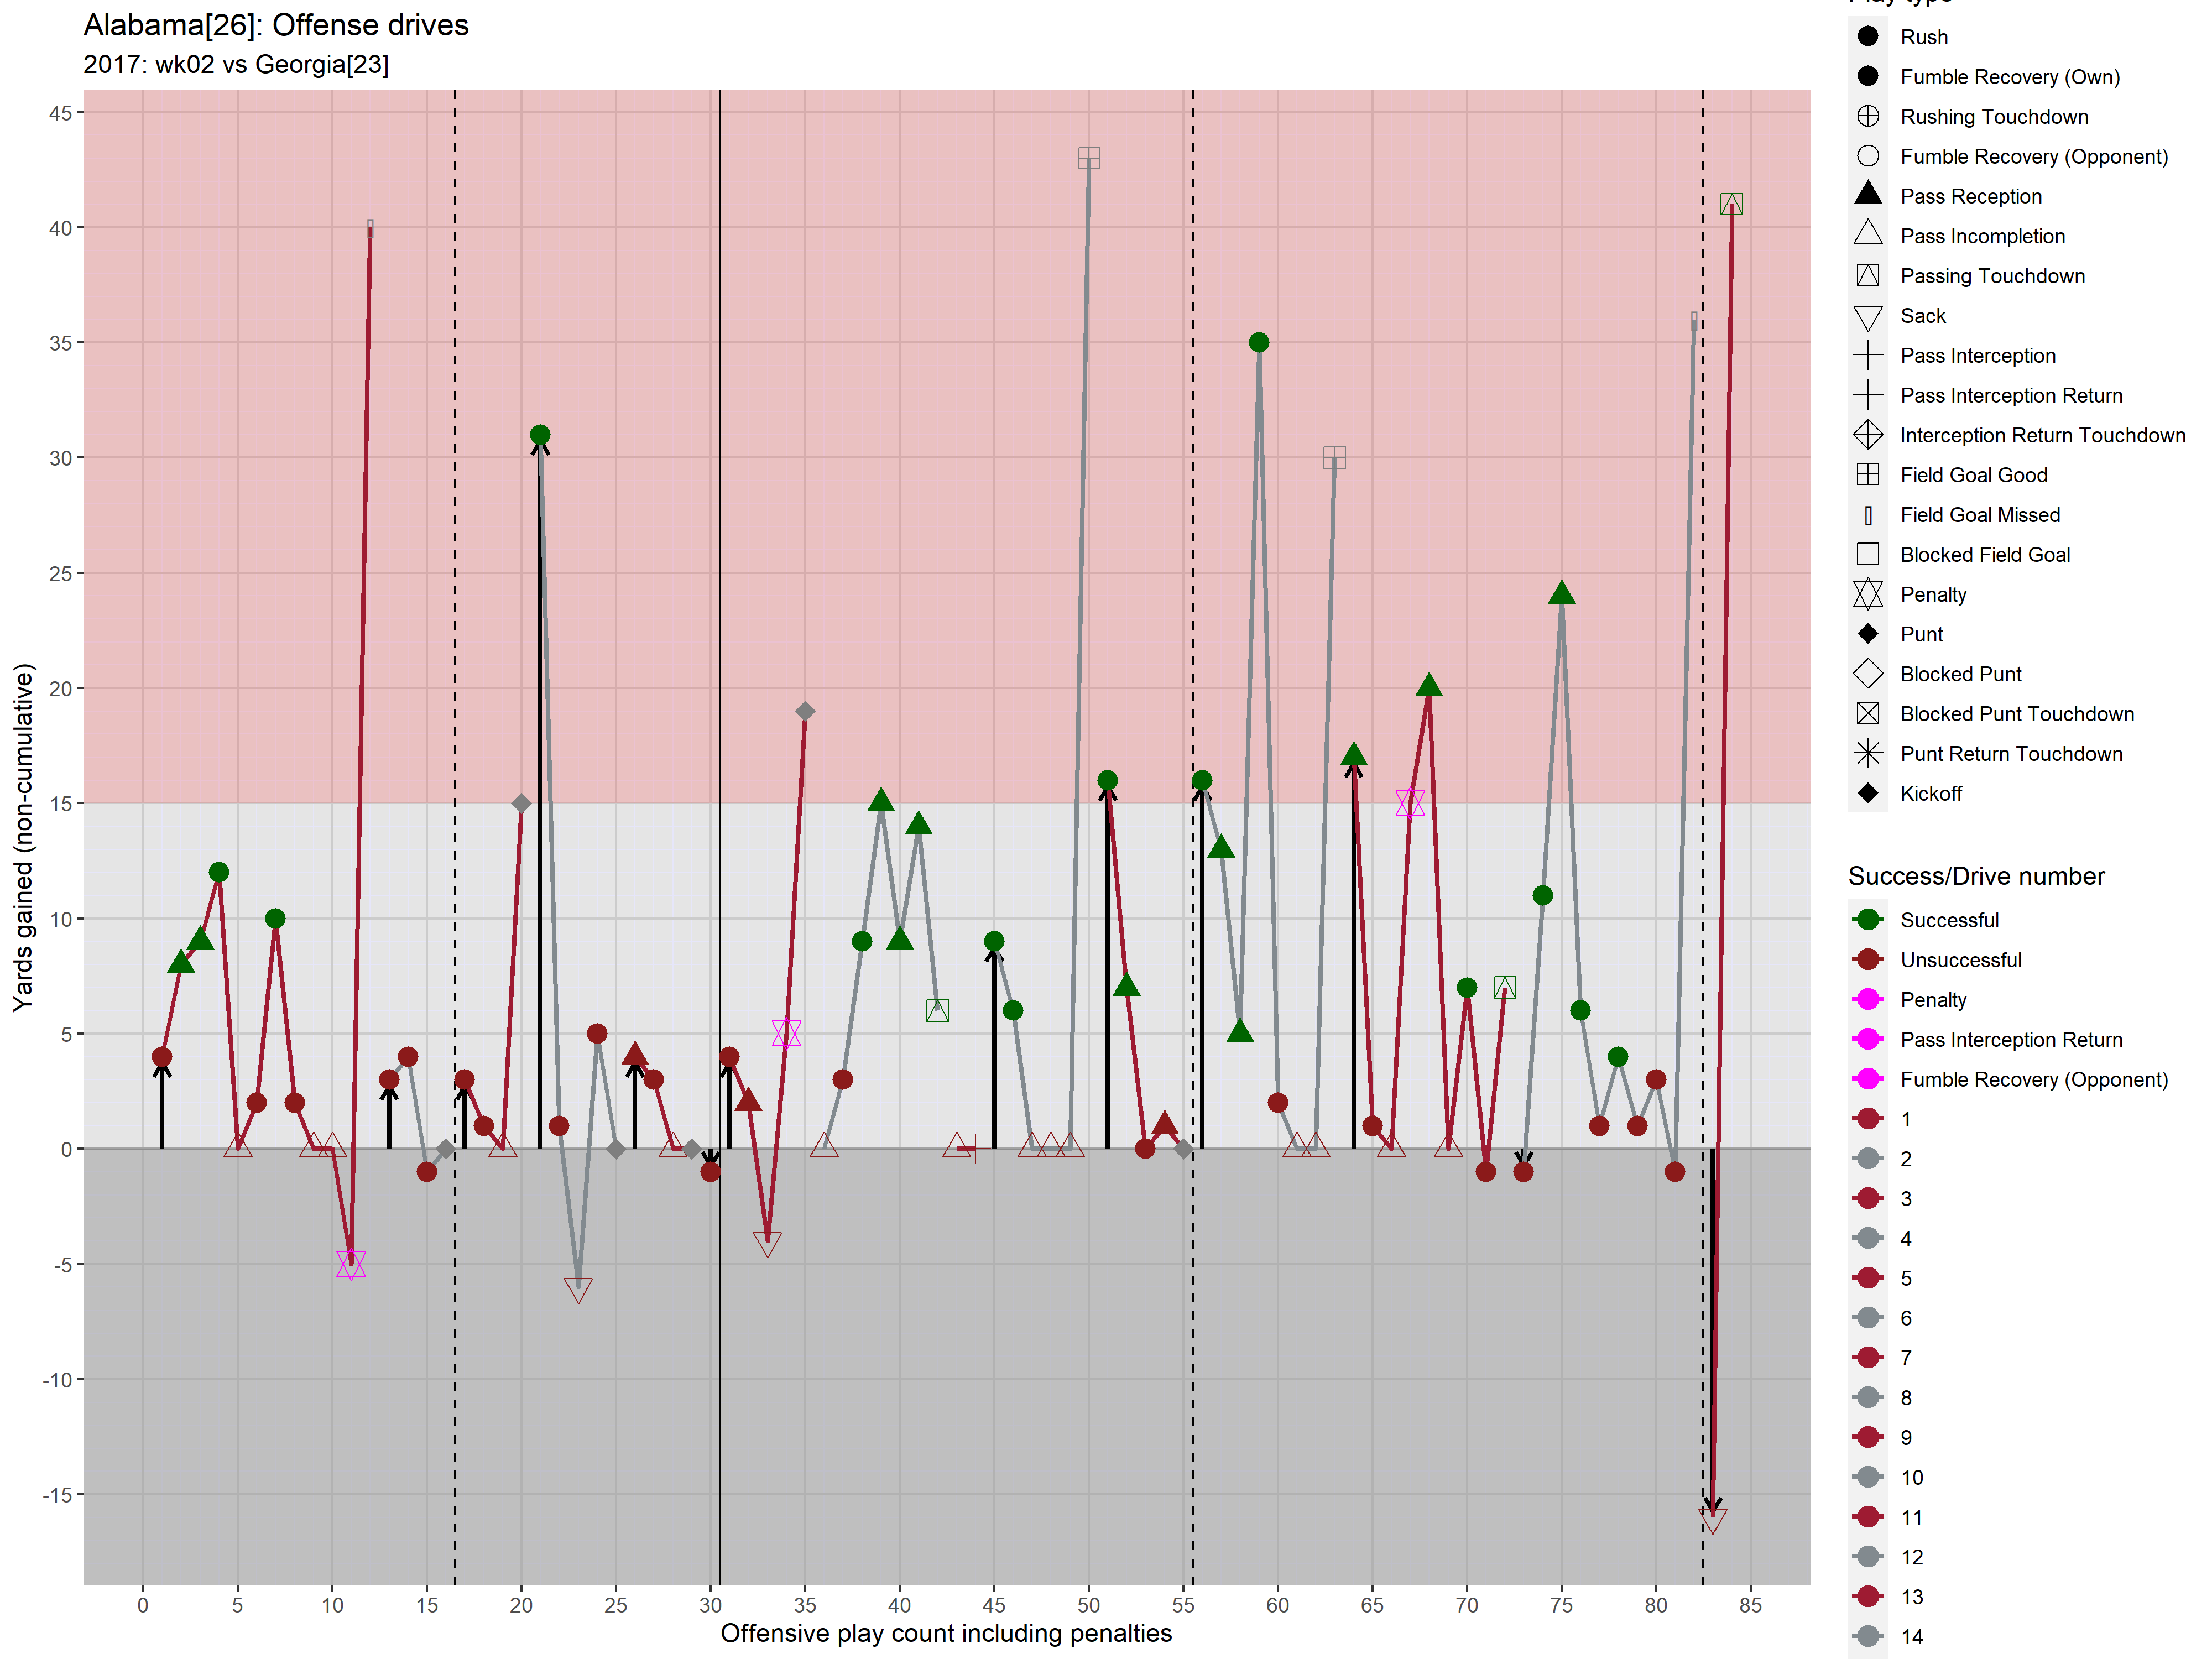 Alabama[26]: Offense drives
2017: wk02 vs Georgia[23]
45
40
35
30
25
20
15
10
5
0
-5
-10
-15
Yards gained (non-cumulative)
0 5 10 15 20 25 30 35 40 45 50 55 60 65 70 75 80 85
Offensive play count including penalties
Play type
Rush
Fumble Recovery (Own)
Rushing Touchdown
Fumble Recovery (Opponent)
Pass Reception
Pass Incompletion
Passing Touchdown
Sack
Pass Interception
Pass Interception Return
Interception Return Touchdown
Field Goal Good
Field Goal Missed
Blocked Field Goal
Penalty
Punt
Blocked Punt
Blocked Punt Touchdown
Punt Return Touchdown
Kickoff
Success/Drive number
Successful
Unsuccessful
Penalty
Pass Interception Return
Fumble Recovery (Opponent)
1
2
3
4
5
6
7
8
9
10
11
12
13
14